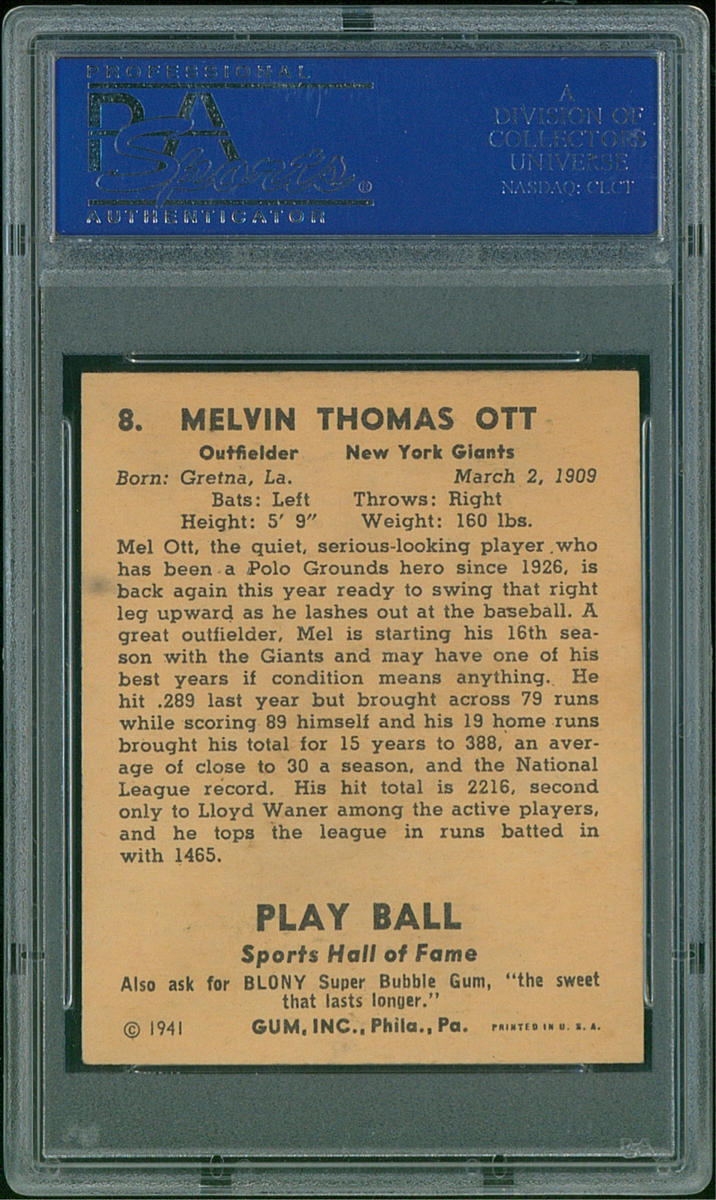 PROFESSIONAL
PSA
Sports ®
AUTHENTICATOR
A
DIVISION OF
COLLECTORS
UNIVERSE
NASDAQ: CLCT
8. MELVIN THOMAS OTT
Outfielder New York Giants
Born: Gretna, La. March 2, 1909
Bats: Left Throws: Right
Height: 5′ 9″ Weight: 160 lbs.
Mel Ott, the quiet, serious-looking player who
has been a Polo Grounds hero since 1926, is
back again this year ready to swing that right
leg upward as he lashes out at the baseball. A
great outfielder, Mel is starting his 16th sea-
son with the Giants and may have one of his
best years if condition means anything. He
hit .289 last year but brought across 79 runs
while scoring 89 himself and his 19 home runs
brought his total for 15 years to 388, an aver-
age of close to 30 a season, and the National
League record. His hit total is 2216, second
only to Lloyd Waner among the active players,
and he tops the league in runs batted in
with 1465.
PLAY BALL
Sports Hall of Fame
Also ask for BLONY Super Bubble Gum, “the sweet
that lasts longer.”
© 1941 GUM, INC., Phila., Pa. PRINTED IN U. S. A.
PSA